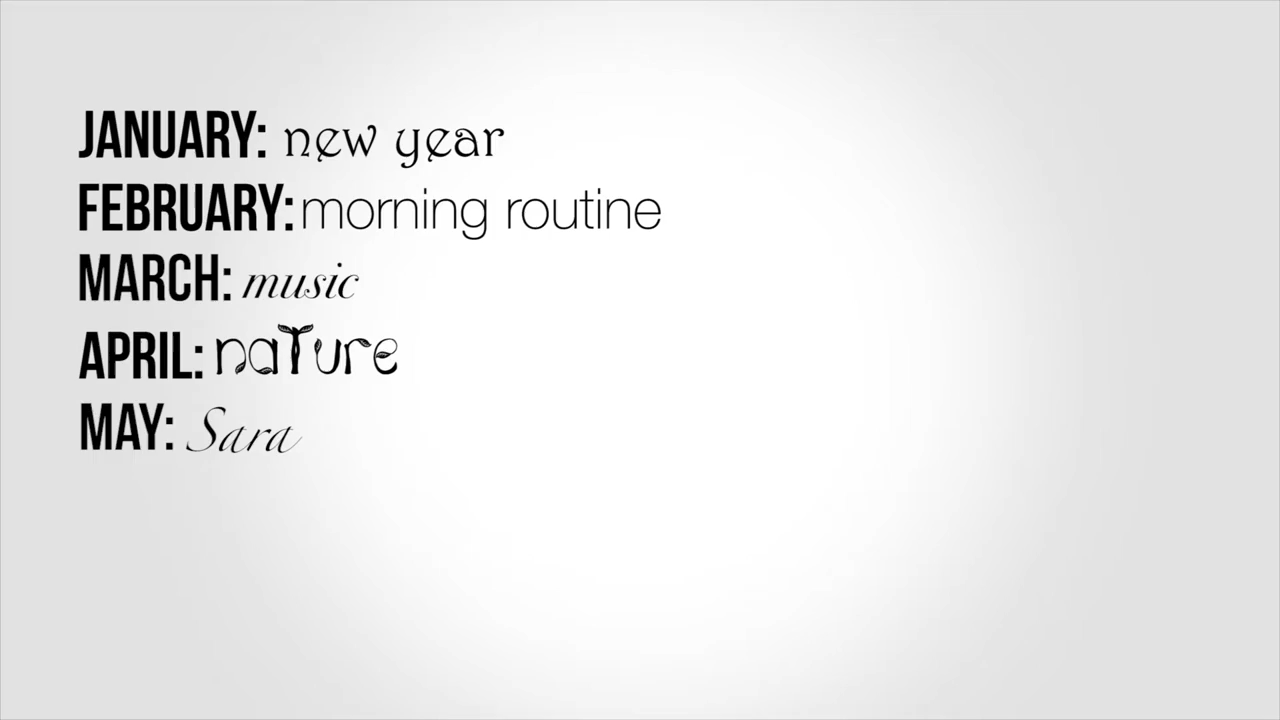 JANUARY: new year
FEBRUARY: morning routine
MARCH: music
APRIL: naTure
MAY: Sara